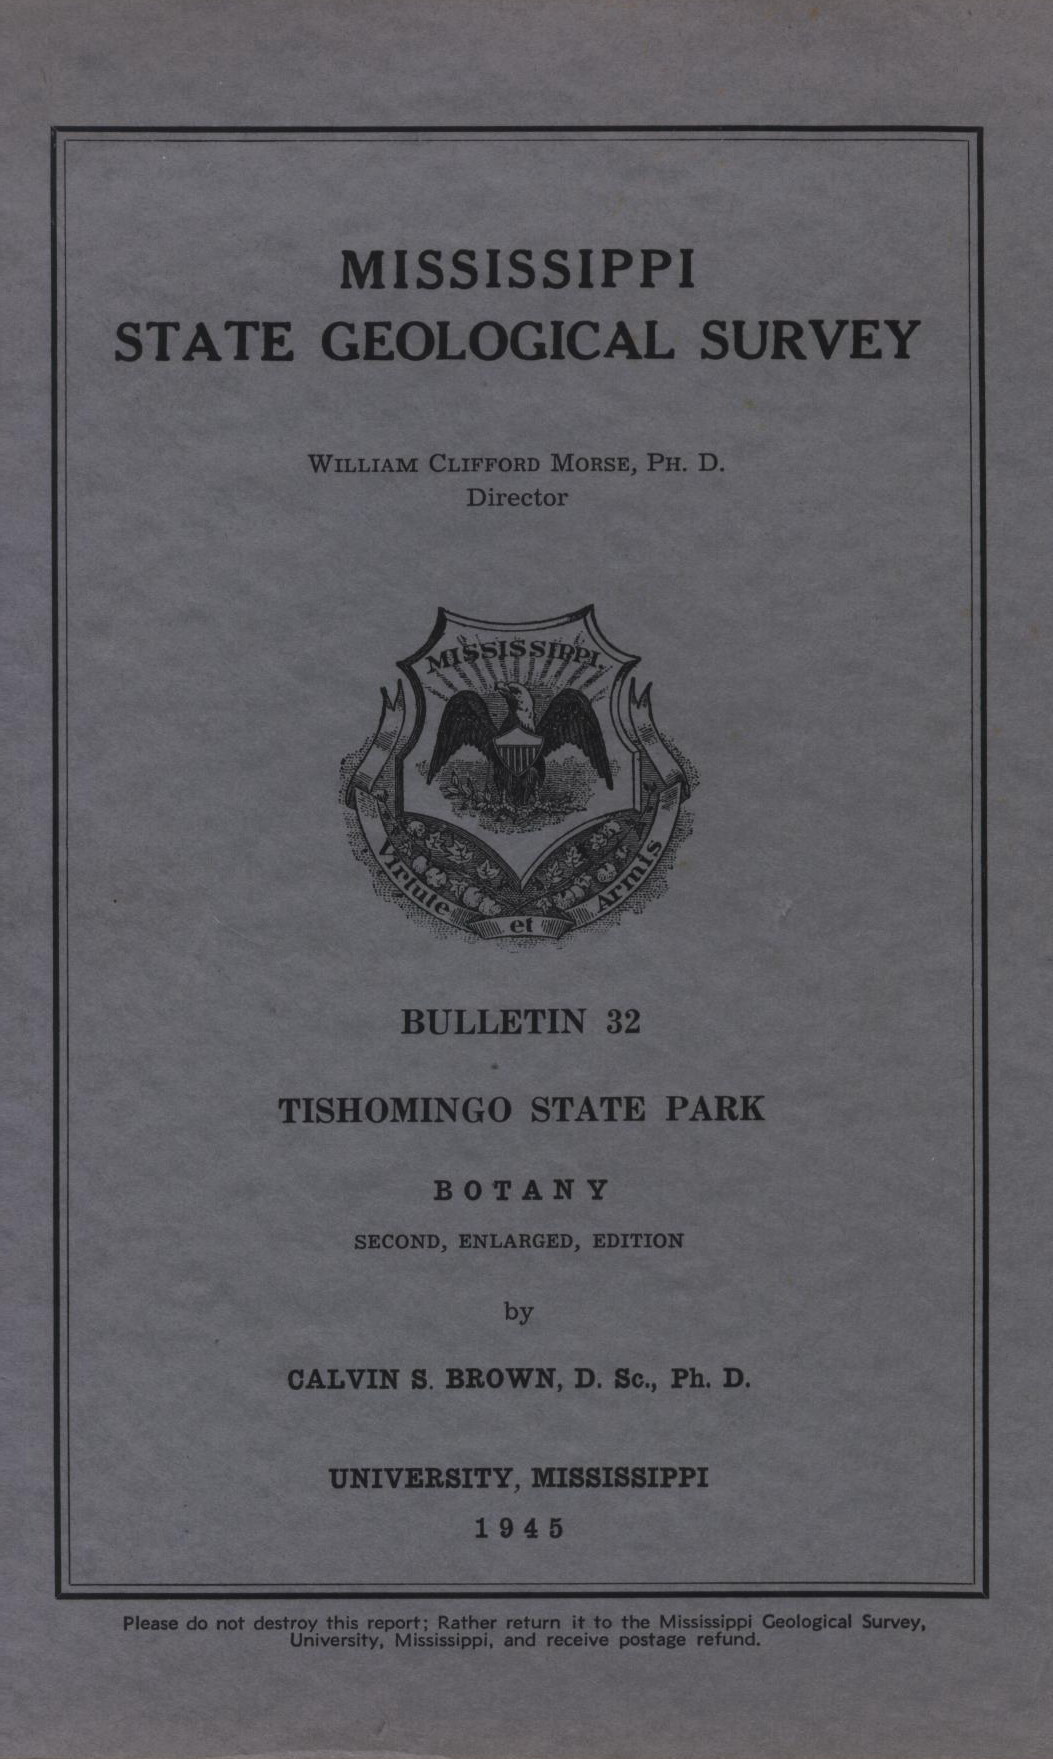 MISSISSIPPI
STATE GEOLOGICAL SURVEY
WILLIAM CLIFFORD MORSE, PH. D.
Director
MISSISSIPPI.
Virtute et Armis
BULLETIN 32
TISHOMINGO STATE PARK
BOTANY
SECOND, ENLARGED, EDITION
by
CALVIN S. BROWN, D. Sc., Ph. D.
UNIVERSITY, MISSISSIPPI
1945
Please do not destroy this report; Rather return it to the Mississippi Geological Survey,
University, Mississippi, and receive postage refund.